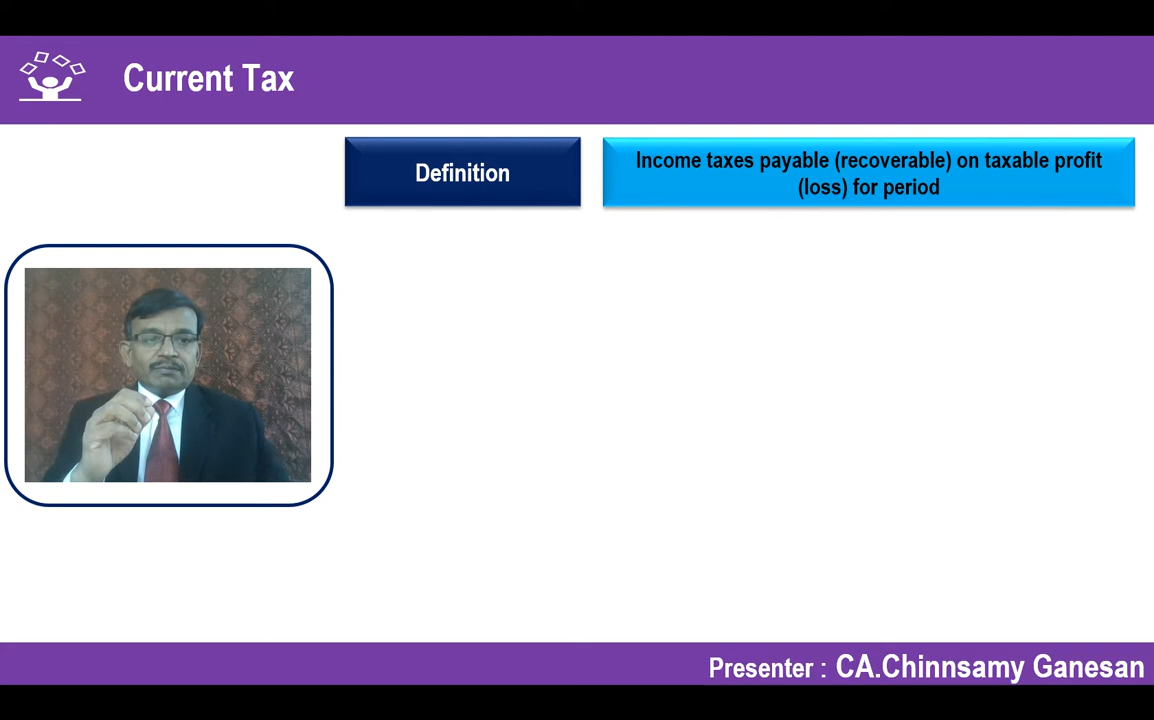 Current Tax
Definition
Income taxes payable (recoverable) on taxable profit
(loss) for period
Presenter : CA.Chinnsamy Ganesan